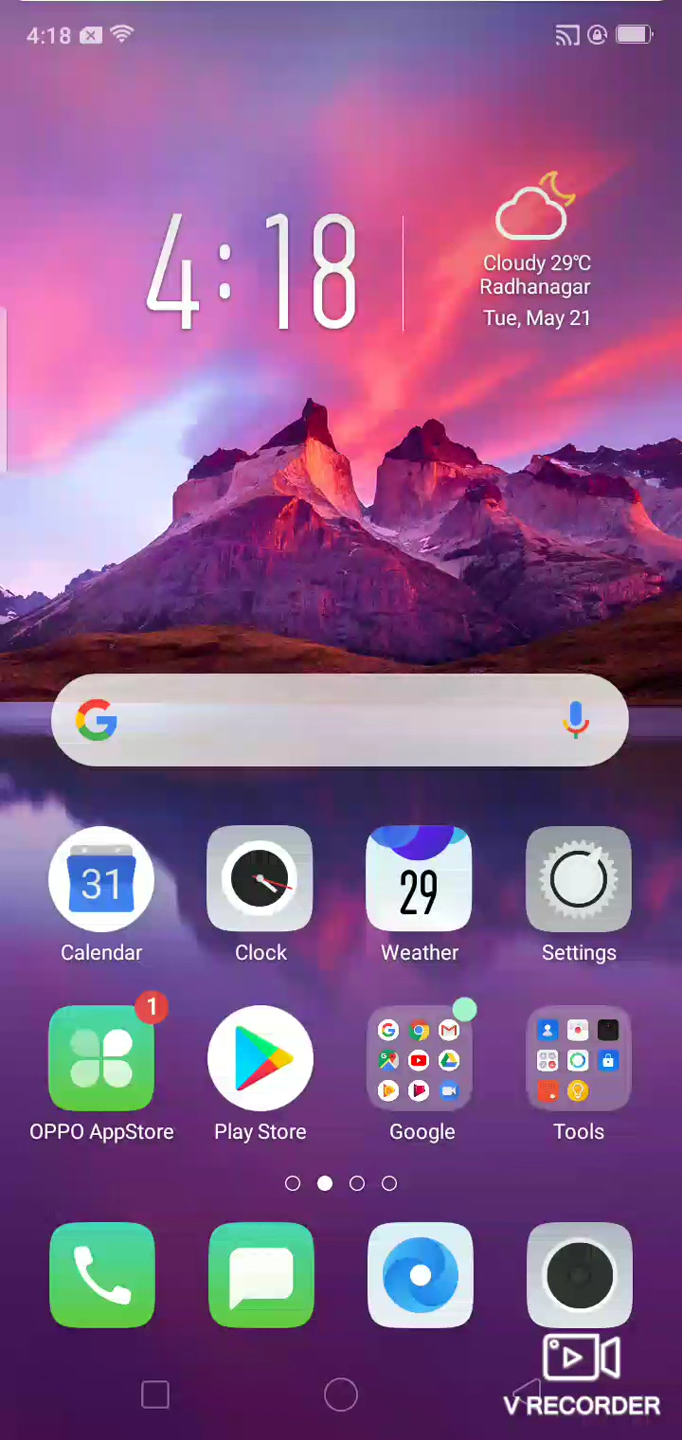 4:18
4:18
Cloudy 29℃
Radhanagar
Tue, May 21
G
31
29
Calendar
Clock
Weather
Settings
1
OPPO AppStore
Play Store
Google
Tools
V RECORDER